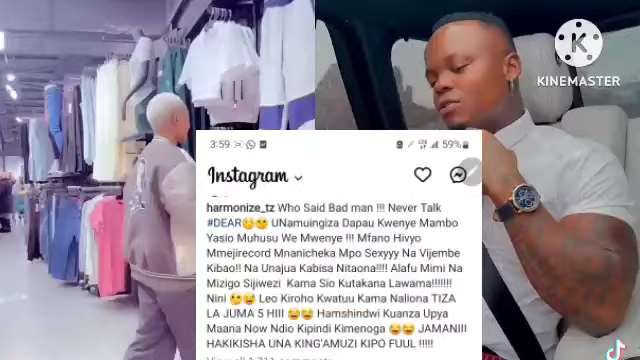 KINEMASTER
3:59
59%
Instagram
harmonize_tz Who Said Bad man !!! Never Talk
#DEAR🧐🤭 UNamuingiza Dapau Kwenye Mambo
Yasio Muhusu We Mwenye !!! Mfano Hivyo
Mmejirecord Mnanicheka Mpo Sexyyy Na Vijembe
Kibao!! Na Unajua Kabisa Nitaona!!!! Alafu Mimi Na
Mizigo Sijiwezi Kama Sio Kutakana Lawama!!!!!!!
Nini 🤔😂 Leo Kiroho Kwatuu Kama Naliona TIZA
LA JUMA 5 HIII 😂😂 Hamshindwi Kuanza Upya
Maana Now Ndio Kipindi Kimenoga 😂😂 JAMANIII
HAKIKISHA UNA KING'AMUZI KIPO FUUL !!!!!